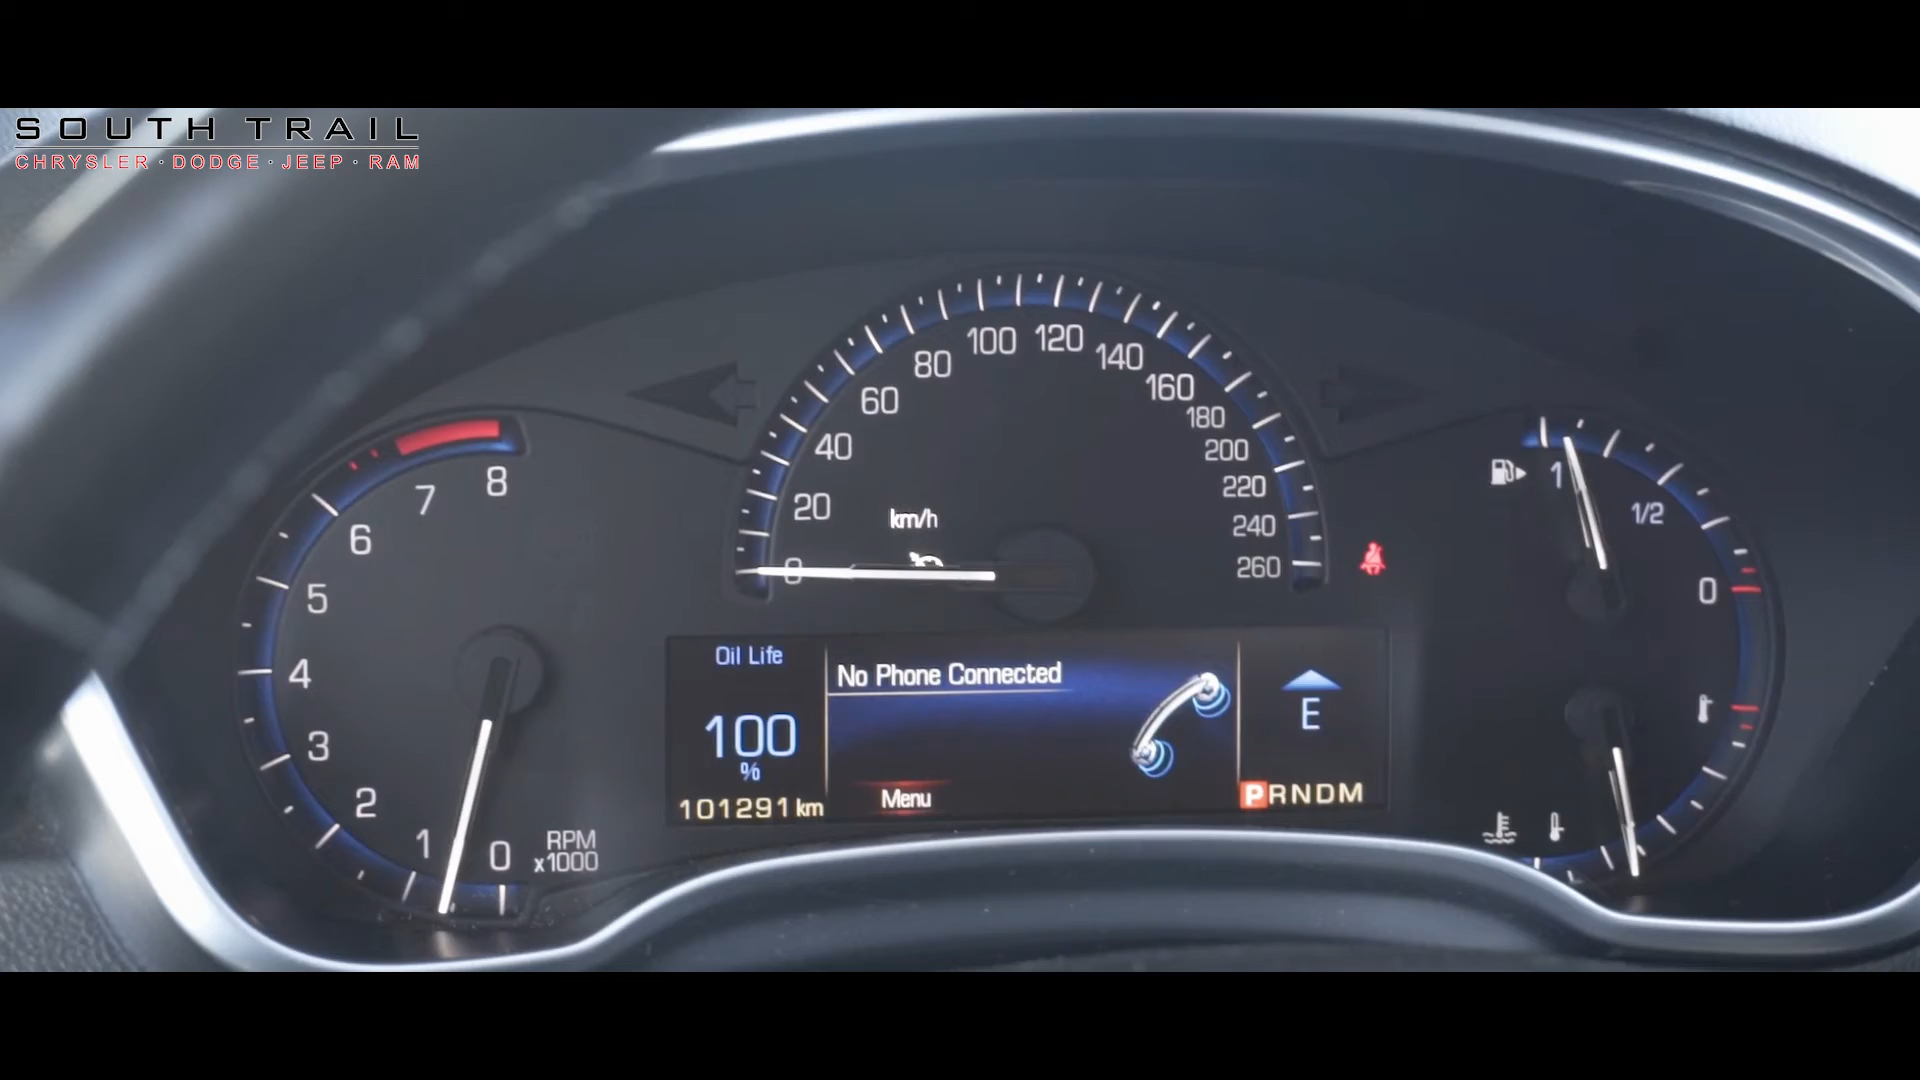 SOUTH TRAIL
CHRYSLER · DODGE · JEEP · RAM
0
1
2
3
4
5
6
7
8
RPM
x1000
0
20
40
60
80
100
120
140
160
180
200
220
240
260
km/h
1
1/2
0
Oil Life
100
%
101291 km
No Phone Connected
Menu
E
PRNDM